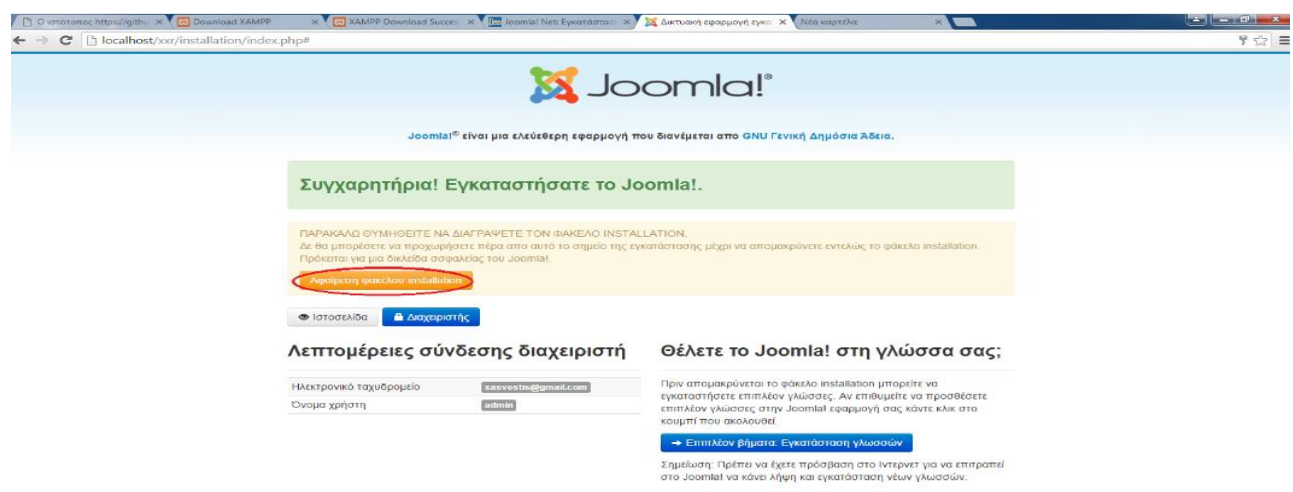 Ο ιστότοπος https://githu
Download XAMPP
XAMPP Download Succes
Joomla! Net: Εγκατάσταση
Δικτυακή εφαρμογή εγκα
Νέα καρτέλα
localhost/xxr/installation/index.php#
Joomla!®
Joomla!® είναι μια ελεύθερη εφαρμογή που διανέμεται απο GNU Γενική Δημόσια Άδεια.
Συγχαρητήρια! Εγκαταστήσατε το Joomla!.
ΠΑΡΑΚΑΛΩ ΘΥΜΗΘΕΙΤΕ ΝΑ ΔΙΑΓΡΑΨΕΤΕ ΤΟΝ ΦΑΚΕΛΟ INSTALLATION.
Δε θα μπορέσετε να προχωρήσετε πέρα απο αυτό το σημείο της εγκατάστασης μέχρι να απομακρύνετε εντελώς το φάκελο installation.
Πρόκειται για μια δικλείδα ασφαλείας του Joomla!.
Αφαίρεση φακέλου installation
Ιστοσελίδα
Διαχειριστής
Λεπτομέρειες σύνδεσης διαχειριστή
Ηλεκτρονικό ταχυδρομείο xasvestis@gmail.com
Όνομα χρήστη admin
Θέλετε το Joomla! στη γλώσσα σας;
Πριν απομακρύνεται το φάκελο installation μπορείτε να
εγκαταστήσετε επιπλέον γλώσσες. Αν επιθυμείτε να προσθέσετε
επιπλέον γλώσσες στην Joomla! εφαρμογή σας κάντε κλικ στο
κουμπί που ακολουθεί.
→ Επιπλέον βήματα: Εγκατάσταση γλωσσών
Σημείωση: Πρέπει να έχετε πρόσβαση στο Ιντερνετ για να επιτραπεί
στο Joomla! να κάνει λήψη και εγκατάσταση νέων γλωσσών.